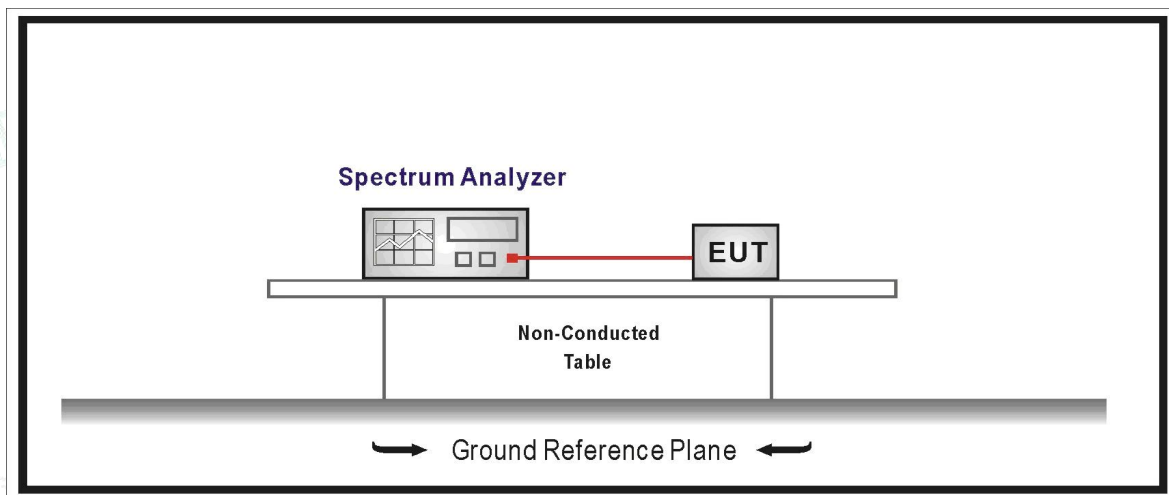 Spectrum Analyzer
EUT
Non-Conducted
Table
Ground Reference Plane